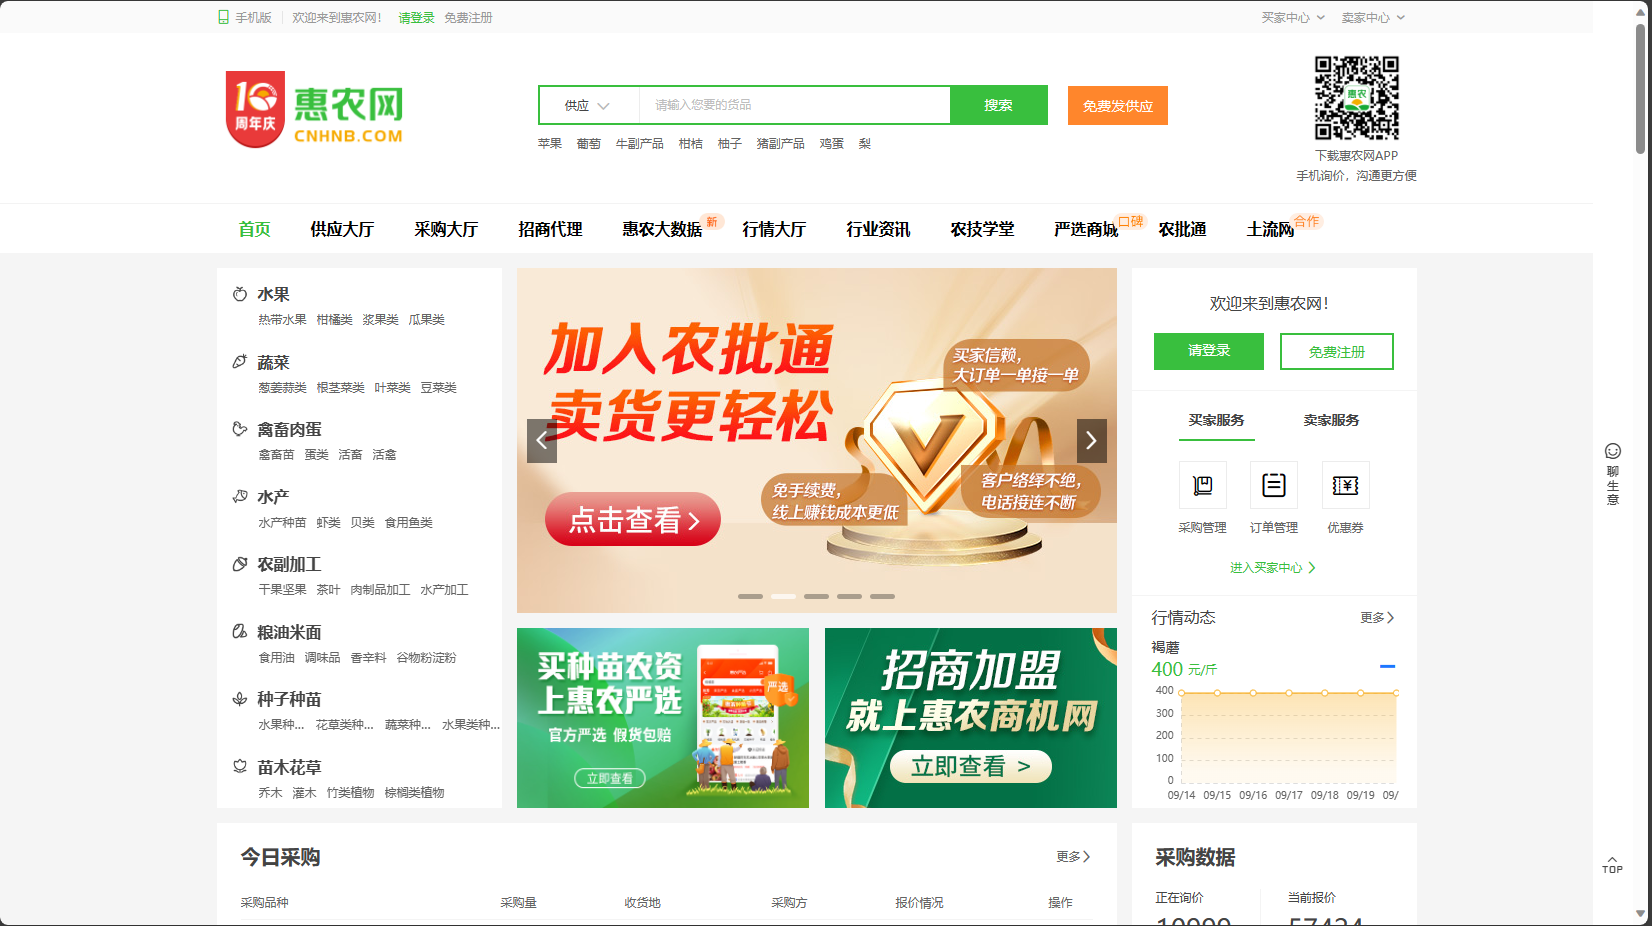 手机版 欢迎来到惠农网! 请登录 免费注册 买家中心 卖家中心
10 周年庆
惠农网
CNHNB.COM
供应 请输入您要的货品 搜索 免费发供应
苹果 葡萄 牛副产品 柑桔 柚子 猪副产品 鸡蛋 梨
惠农
下载惠农网APP
手机询价，沟通更方便
首页 供应大厅 采购大厅 招商代理 惠农大数据 新 行情大厅 行业资讯 农技学堂 严选商城 口碑 农批通 土流网 合作
水果
热带水果 柑橘类 浆果类 瓜果类
蔬菜
葱姜蒜类 根茎菜类 叶菜类 豆菜类
禽畜肉蛋
禽畜苗 蛋类 活畜 活禽
水产
水产种苗 虾类 贝类 食用鱼类
农副加工
干果坚果 茶叶 肉制品加工 水产加工
粮油米面
食用油 调味品 香辛料 谷物粉淀粉
种子种苗
水果种... 花草类种... 蔬菜种... 水果类种...
苗木花草
乔木 灌木 竹类植物 棕榈类植物
加入农批通
卖货更轻松
点击查看
买家信赖，
大订单一单接一单
免手续费，
线上赚钱成本更低
客户络绎不绝，
电话接连不断
买种苗农资
上惠农严选
官方严选 假货包赔
立即查看
严选
招商加盟
就上惠农商机网
立即查看 >
欢迎来到惠农网!
请登录 免费注册
买家服务 卖家服务
采购管理 订单管理 优惠券
进入买家中心
行情动态 更多
褐蘑
400 元/斤
400
300
200
100
0
09/14 09/15 09/16 09/17 09/18 09/19 09/
聊生意
TOP
今日采购 更多
采购品种 采购量 收货地 采购方 报价情况 操作
采购数据
正在询价 当前报价